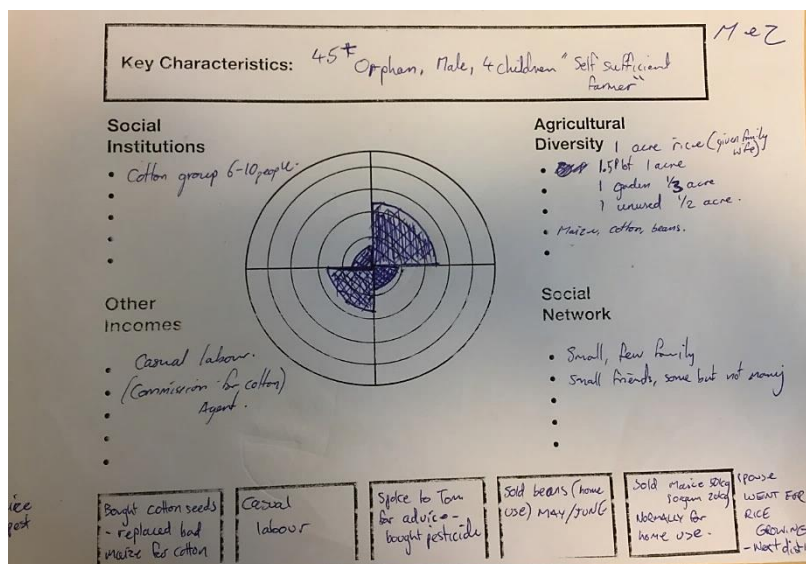 MeZ
Key Characteristics: 45+ Orphan, Male, 4 children "Self sufficient
farmer"
Social
Institutions
Cotton group 6-10 people.
Agricultural
Diversity
1 acre rice (given family
wife)
1.5 Plot 1 acre
1 garden 1/3 acre
1 unused 1/2 acre.
Maize, cotton, beans.
Other
Incomes
Casual labour.
(Commission for cotton)
Agent.
Social
Network
Small, few family
Small friends, some but not many
Bought cotton seeds
- replaced bad
maize for cotton
Casual
labour
Spoke to Tom
for advice -
bought pesticide
Sold beans (home
use) MAY/JUNE
Sold Maize 50kg
sorgum 20kg
Normally for
home use.
spouse
WENT FOR
RICE
GROWING
- Next dist